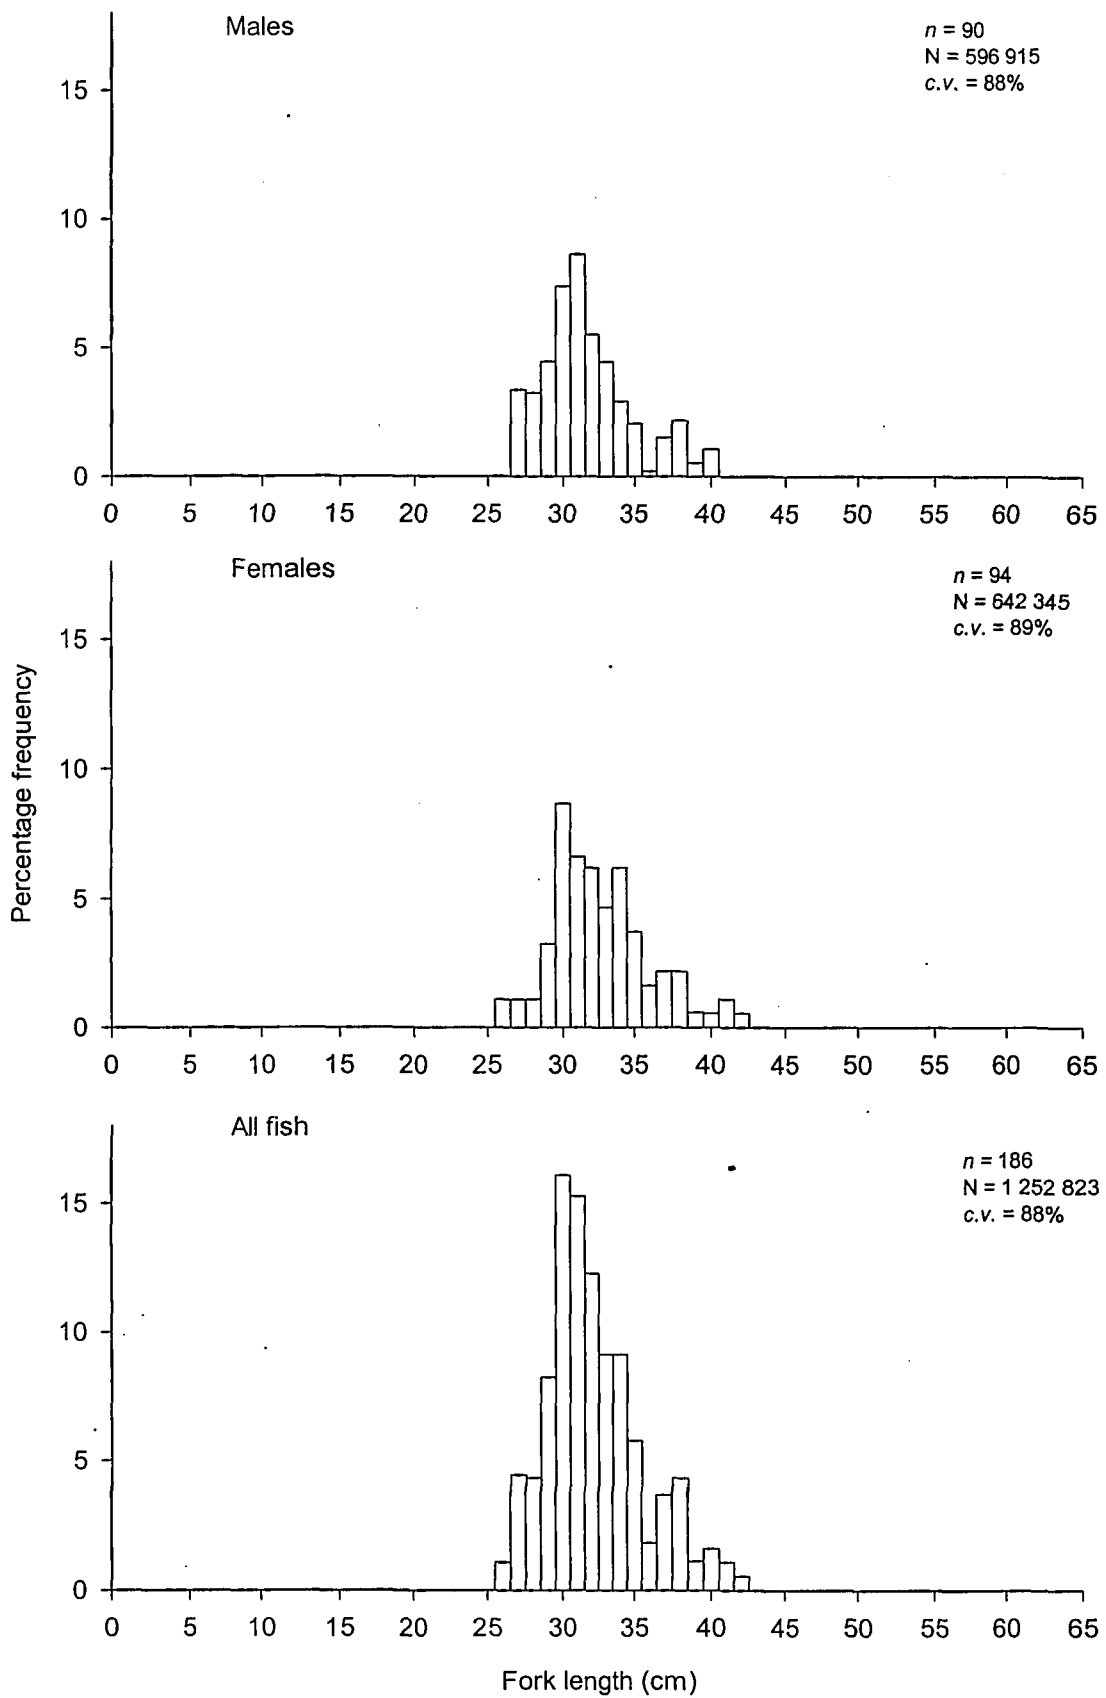 Males
n = 90
N = 596 915
c.v. = 88%
15
10
5
0
0 5 10 15 20 25 30 35 40 45 50 55 60 65
Females
n = 94
N = 642 345
c.v. = 89%
15
10
5
0
0 5 10 15 20 25 30 35 40 45 50 55 60 65
Percentage frequency
All fish
n = 186
N = 1 252 823
c.v. = 88%
15
10
5
0
0 5 10 15 20 25 30 35 40 45 50 55 60 65
Fork length (cm)